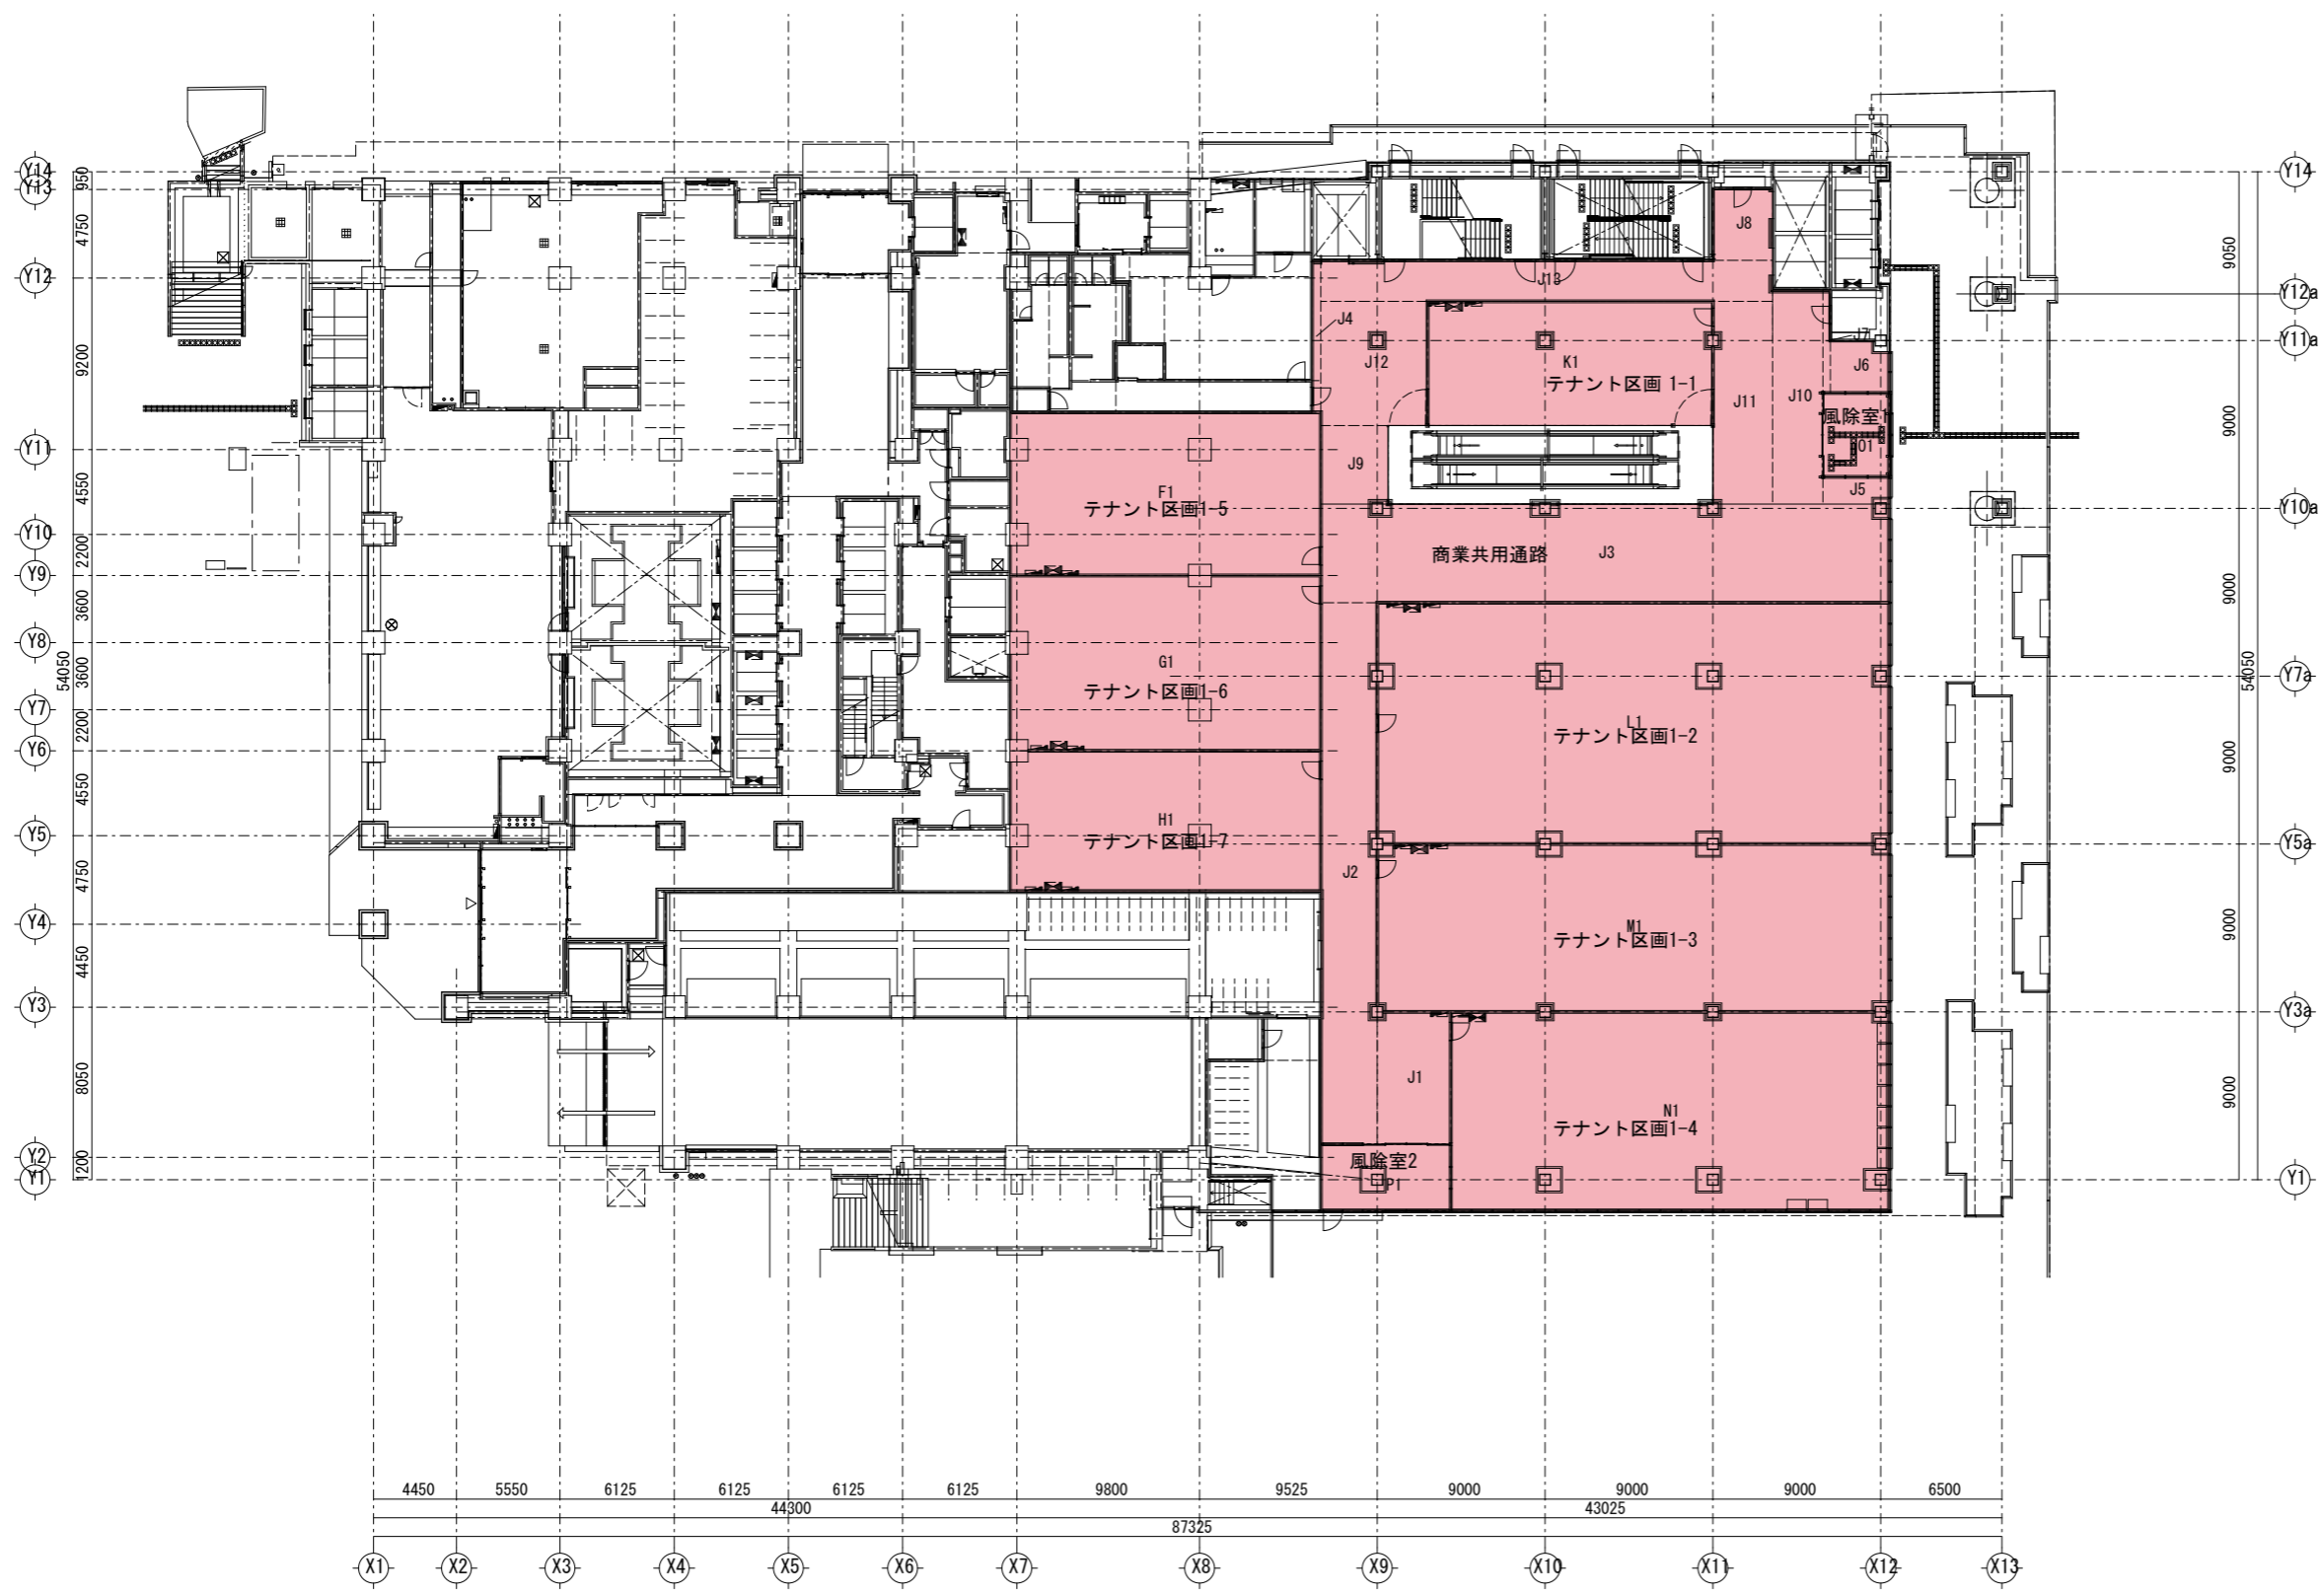 Y14
Y13
Y12
Y11
Y10
Y9
Y8
Y7
Y6
Y5
Y4
Y3
Y2
Y1
950
4750
9200
4550
2200
3600
3600
2200
4550
4750
4450
8050
1200
54050
J8
J13
J4
J12
K1
テナント区画 1-1
J11
J10
J7
J6
風除室1
O1
J5
J9
F1
テナント区画1-5
商業共用通路
J3
G1
テナント区画1-6
L1
テナント区画1-2
H1
テナント区画1-7
J2
M1
テナント区画1-3
J1
N1
テナント区画1-4
風除室2
P1
Y14
Y12a
Y11a
Y10a
Y7a
Y5a
Y3a
Y1
9050
9000
9000
9000
9000
9000
54050
4450
5550
6125
6125
6125
6125
9800
9525
9000
9000
9000
6500
44300
43025
87325
X1
X2
X3
X4
X5
X6
X7
X8
X9
X10
X11
X12
X13